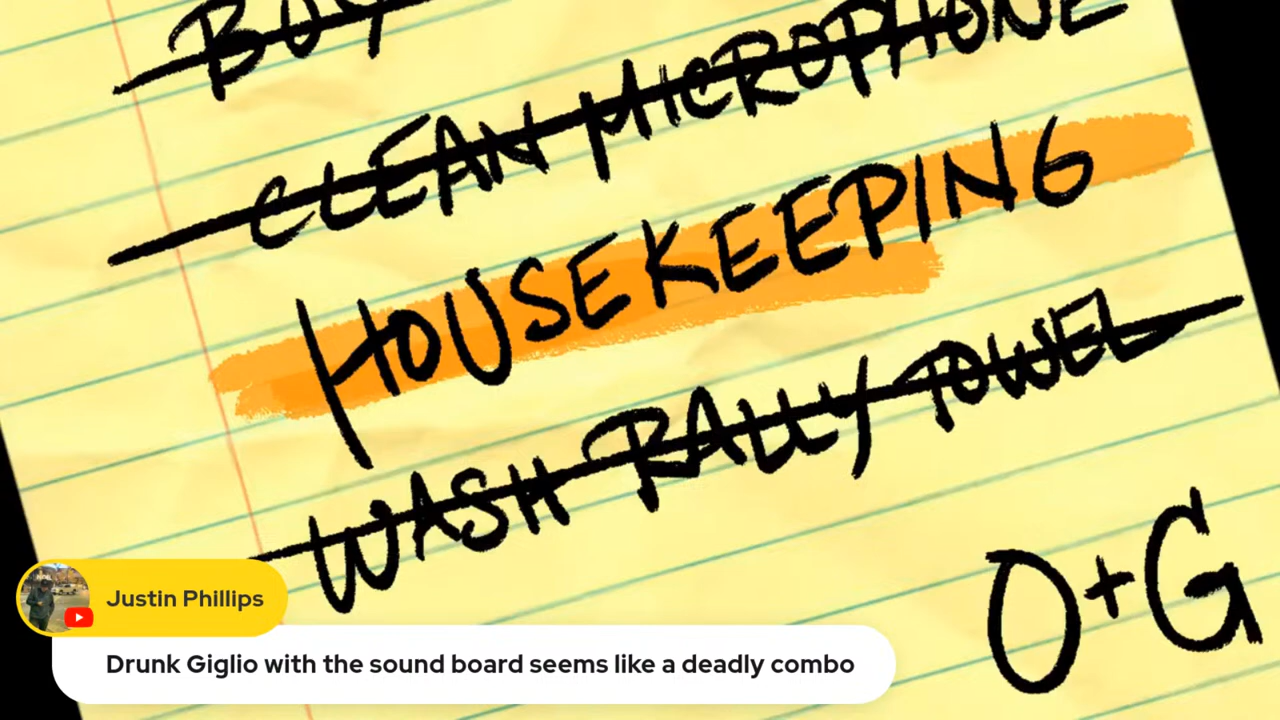 CLEAN MICROPHONE
HOUSEKEEPING
WASH RALLY TOWEL
O+G
Justin Phillips
Drunk Giglio with the sound board seems like a deadly combo